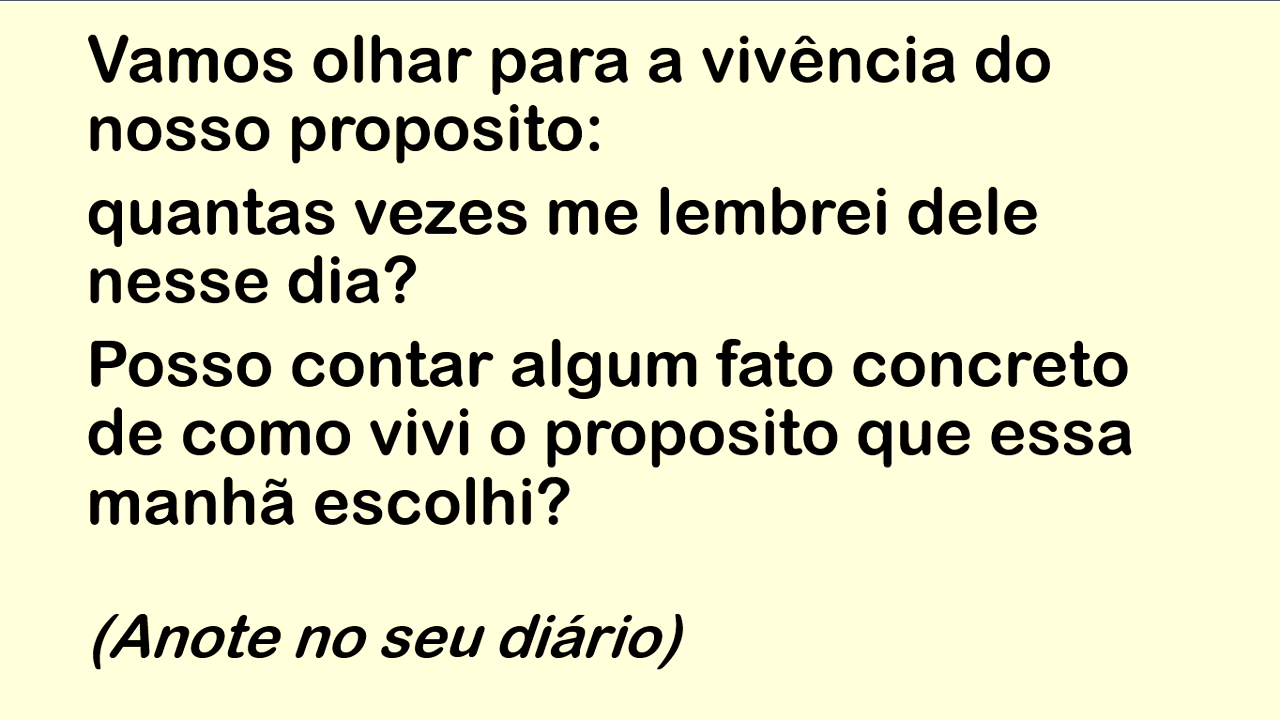 Vamos olhar para a vivência do
nosso proposito:
quantas vezes me lembrei dele
nesse dia?
Posso contar algum fato concreto
de como vivi o proposito que essa
manhã escolhi?
(Anote no seu diário)